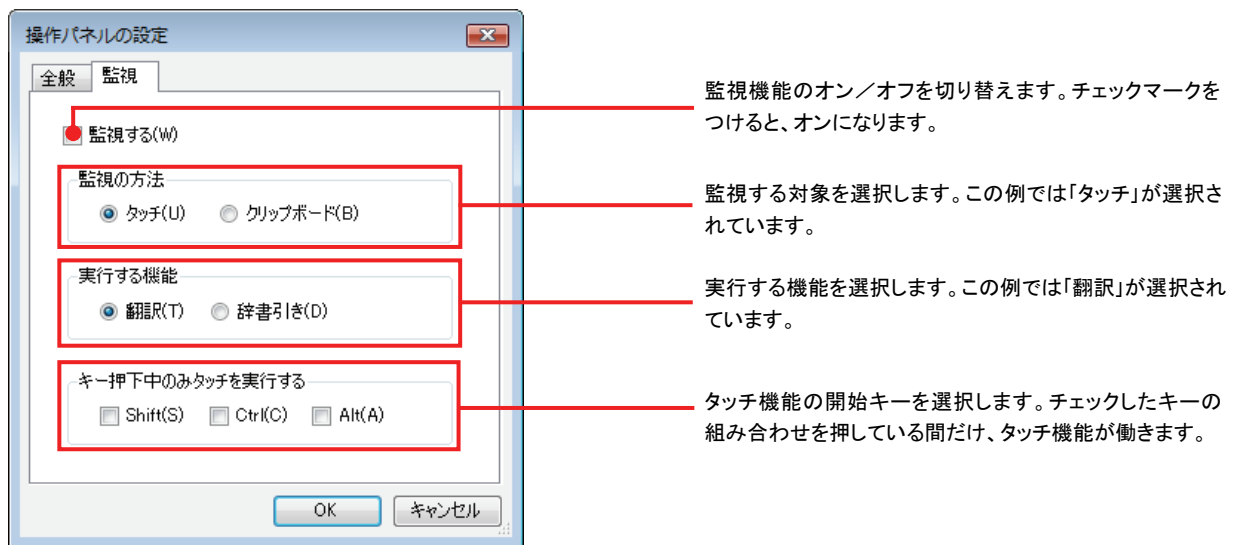 操作パネルの設定
全般 監視
監視する(W)
監視の方法
タッチ(U) クリップボード(B)
実行する機能
翻訳(T) 辞書引き(D)
キー押下中のみタッチを実行する
Shift(S) Ctrl(C) Alt(A)
OK キャンセル
監視機能のオン／オフを切り替えます。チェックマークを
つけると、オンになります。
監視する対象を選択します。この例では「タッチ」が選択さ
れています。
実行する機能を選択します。この例では「翻訳」が選択され
ています。
タッチ機能の開始キーを選択します。チェックしたキーの
組み合わせを押している間だけ、タッチ機能が働きます。